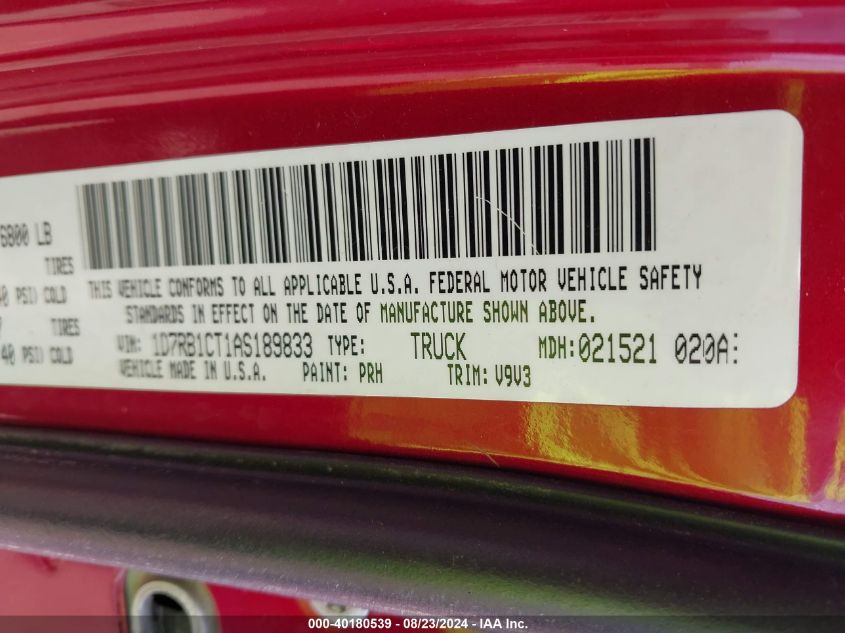 6800 LB
TIRES
40 PSI) COLD
TIRES
40 PSI) COLD
THIS VEHICLE CONFORMS TO ALL APPLICABLE U.S.A. FEDERAL MOTOR VEHICLE SAFETY
STANDARDS IN EFFECT ON THE DATE OF MANUFACTURE SHOWN ABOVE.
VIN: 1D7RB1CT1AS189833 TYPE: TRUCK MDH:021521 020A
VEHICLE MADE IN U.S.A. PAINT: PRH TRIM: V9V3
000-40180539 - 08/23/2024 - IAA Inc.